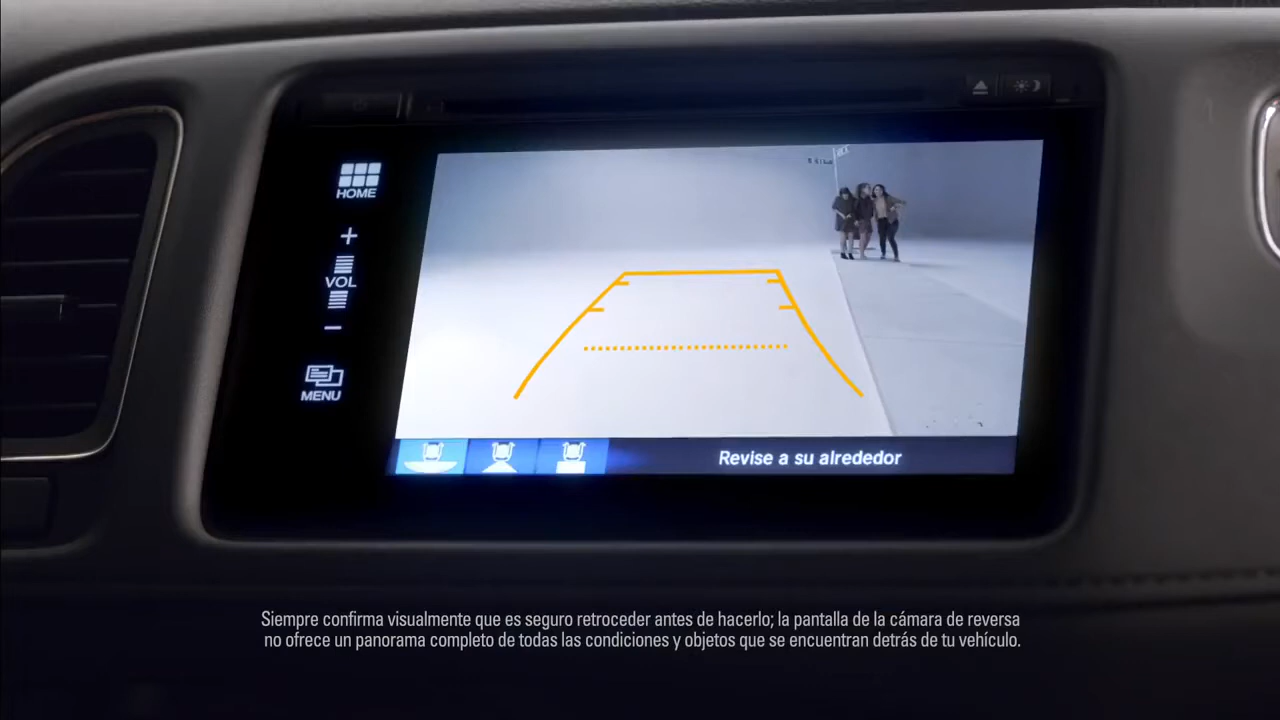 HOME
+
VOL
−
MENU
Revise a su alrededor
Siempre confirma visualmente que es seguro retroceder antes de hacerlo; la pantalla de la cámara de reversa
no ofrece un panorama completo de todas las condiciones y objetos que se encuentran detrás de tu vehículo.